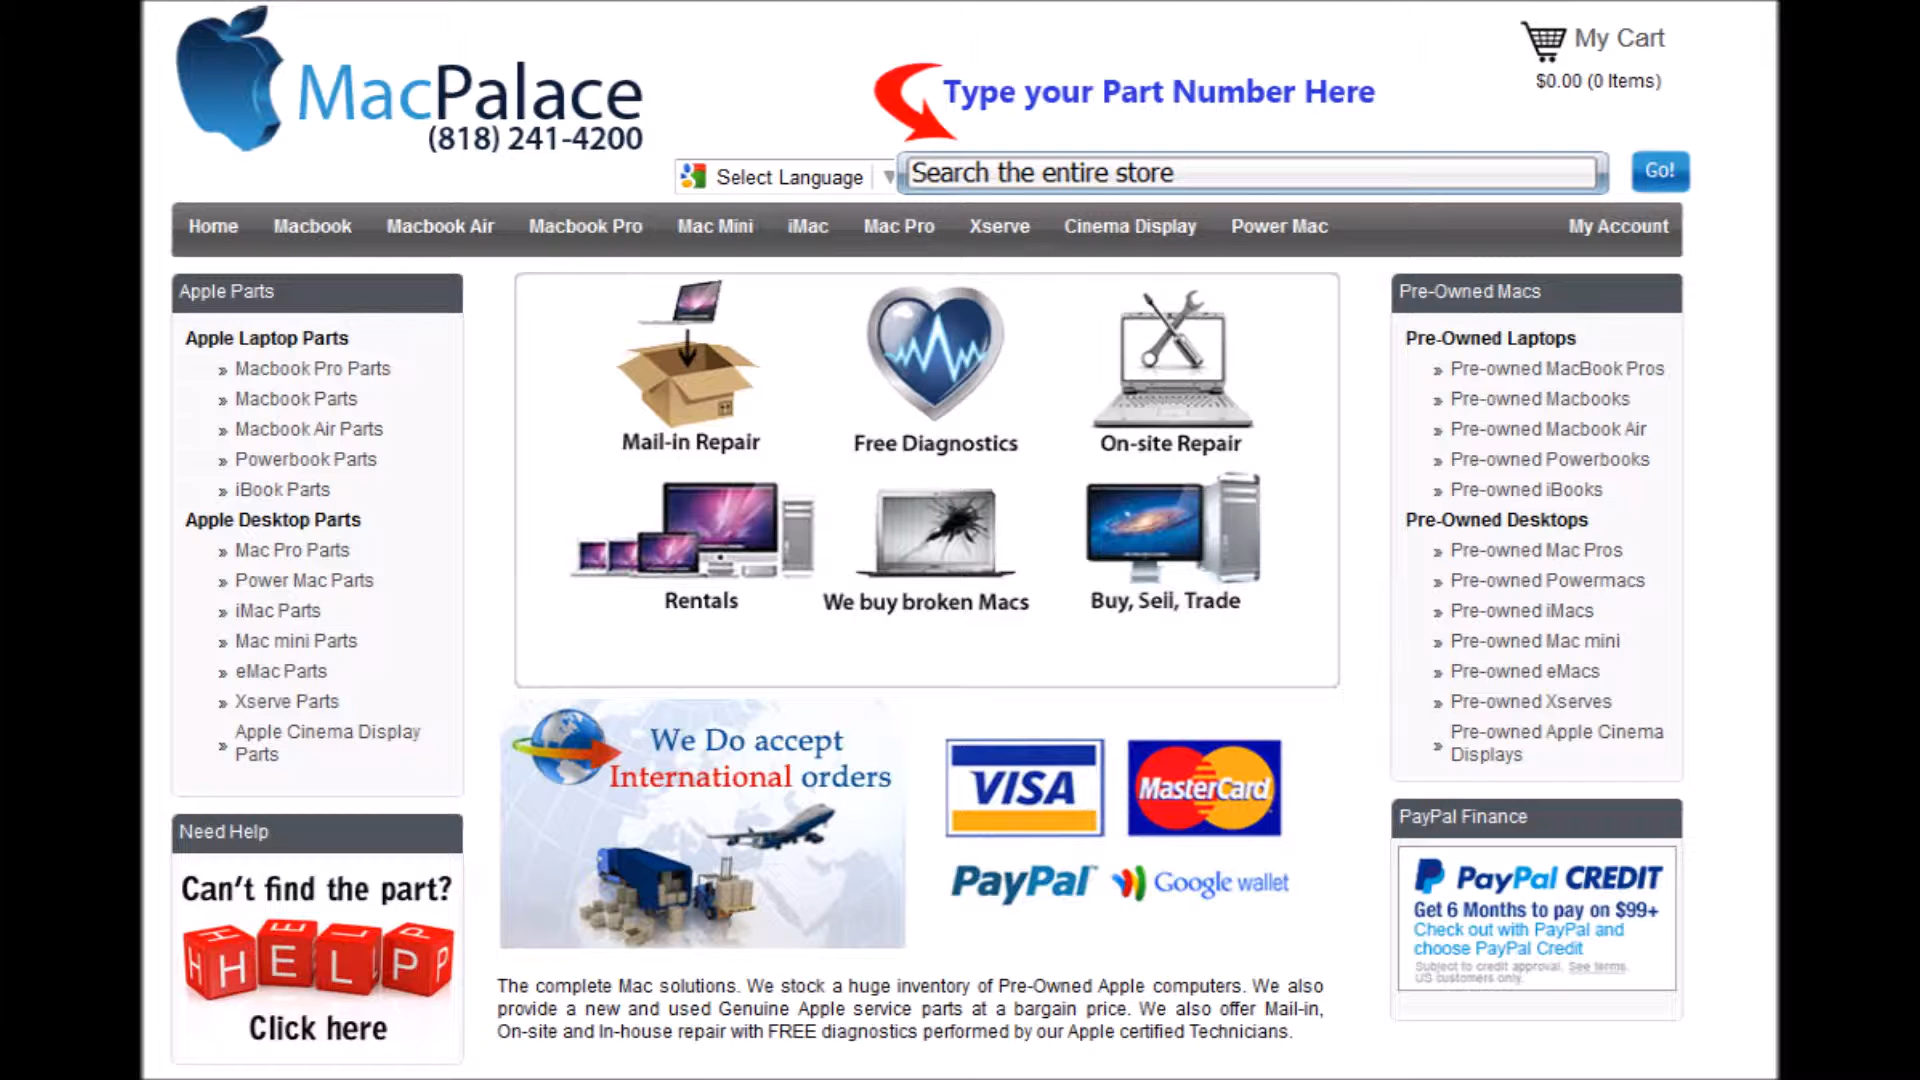 MacPalace
(818) 241-4200
Type your Part Number Here
My Cart
$0.00 (0 Items)
Select Language
Search the entire store
Go!
Home Macbook Macbook Air Macbook Pro Mac Mini iMac Mac Pro Xserve Cinema Display Power Mac My Account
Apple Parts
Apple Laptop Parts
» Macbook Pro Parts
» Macbook Parts
» Macbook Air Parts
» Powerbook Parts
» iBook Parts
Apple Desktop Parts
» Mac Pro Parts
» Power Mac Parts
» iMac Parts
» Mac mini Parts
» eMac Parts
» Xserve Parts
» Apple Cinema Display
Parts
Need Help
Can't find the part?
HELP
Click here
Mail-in Repair
Free Diagnostics
On-site Repair
Rentals
We buy broken Macs
Buy, Sell, Trade
We Do accept
International orders
VISA
MasterCard
PayPal
Google wallet
The complete Mac solutions. We stock a huge inventory of Pre-Owned Apple computers. We also
provide a new and used Genuine Apple service parts at a bargain price. We also offer Mail-in,
On-site and In-house repair with FREE diagnostics performed by our Apple certified Technicians.
Pre-Owned Macs
Pre-Owned Laptops
» Pre-owned MacBook Pros
» Pre-owned Macbooks
» Pre-owned Macbook Air
» Pre-owned Powerbooks
» Pre-owned iBooks
Pre-Owned Desktops
» Pre-owned Mac Pros
» Pre-owned Powermacs
» Pre-owned iMacs
» Pre-owned Mac mini
» Pre-owned eMacs
» Pre-owned Xserves
» Pre-owned Apple Cinema
Displays
PayPal Finance
PayPal CREDIT
Get 6 Months to pay on $99+
Check out with PayPal and
choose PayPal Credit
Subject to credit approval. See terms.
US customers only.